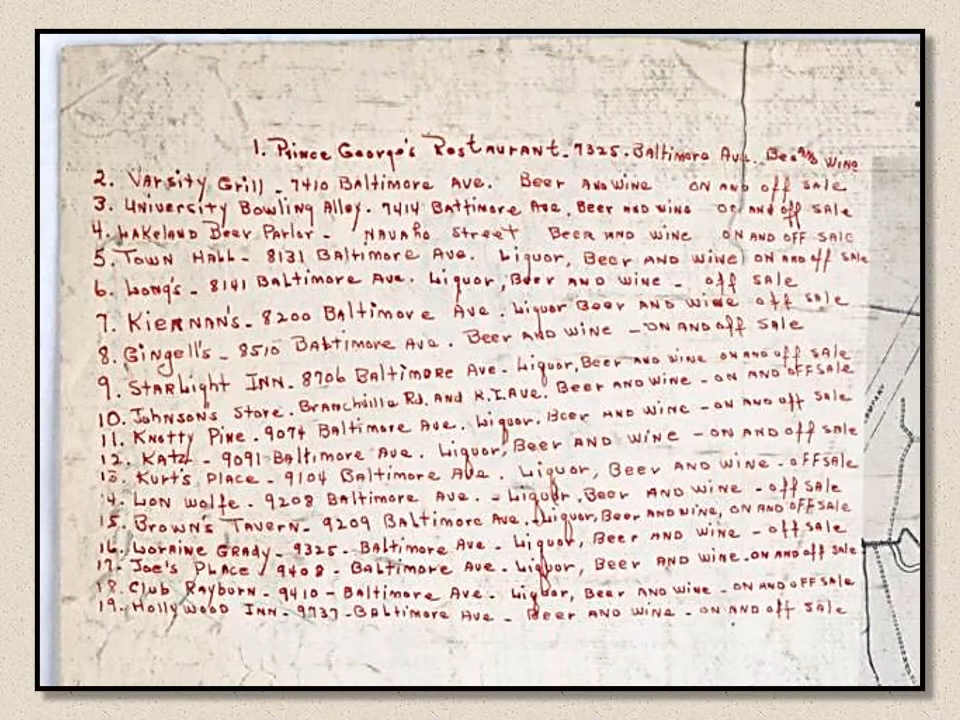 1. Prince George's Restaurant. 7325. Baltimore Ave. Beer and Wine
2. Varsity Grill - 7410 Baltimore Ave. Beer and wine on and off sale
3. University Bowling Alley. 7414 Baltimore Ave. Beer and wine on and off sale
4. Lakeland Beer Parlor - Navaho Street Beer and wine on and off sale
5. Town Hall - 8131 Baltimore Ave. Liquor, Beer and wine on and off sale
6. Long's - 8141 Baltimore Ave. Liquor, Beer and wine - off sale
7. Kiernan's - 8200 Baltimore Ave. Liquor Beer and wine off sale
8. Gingell's - 8510 Baltimore Ave. Beer and wine - on and off sale
9. Starlight Inn - 8706 Baltimore Ave. Liquor, Beer and wine on and off sale
10. Johnson's Store. Branchville Rd. and R.I. Ave. Beer and wine - on and off sale
11. Knotty Pine. 9074 Baltimore Ave. Liquor. Beer and wine - on and off sale
12. Katz - 9091 Baltimore Ave. Liquor, Beer and wine - on and off sale
13. Kurt's Place - 9104 Baltimore Ave. Liquor, Beer and wine - off sale
14. Lon Wolfe - 9208 Baltimore Ave. - Liquor. Beer and wine - off sale
15. Brown's Tavern - 9209 Baltimore Ave. Liquor, Beer and wine, on and off sale
16. Lorraine Grady - 9325 - Baltimore Ave - Liquor, Beer and wine - off sale
17. Joe's Place / 9408 - Baltimore Ave - Liquor, Beer and wine - on and off sale
18. Club Rayburn - 9410 - Baltimore Ave. Liquor, Beer and wine - on and off sale
19. Hollywood Inn - 9737 - Baltimore Ave - Beer and wine - on and off sale